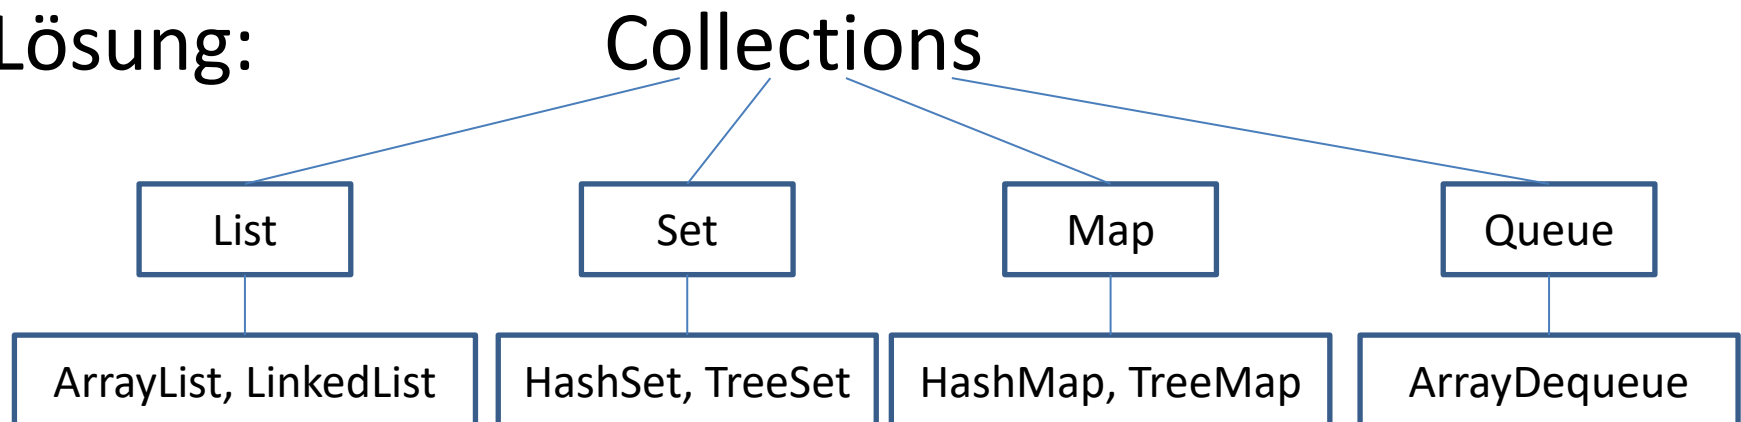 Lösung:
Collections
List
Set
Map
Queue
ArrayList, LinkedList
HashSet, TreeSet
HashMap, TreeMap
ArrayDequeue